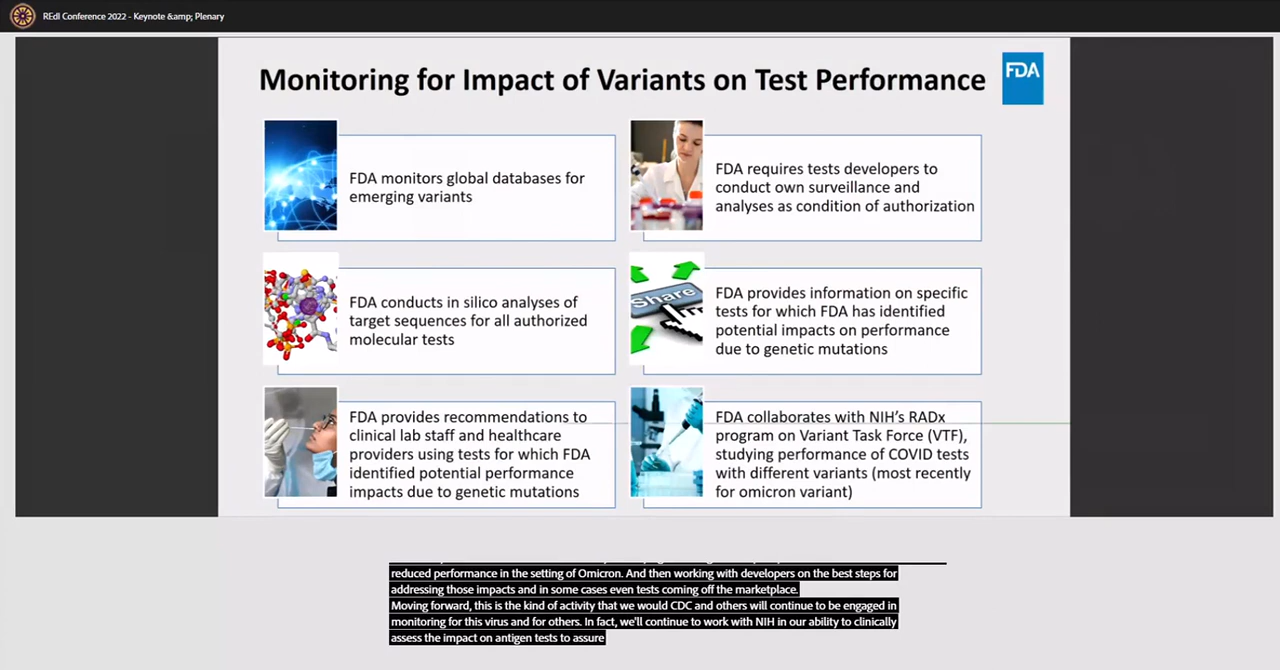 REdI Conference 2022 - Keynote &amp; Plenary
Monitoring for Impact of Variants on Test Performance
FDA
FDA monitors global databases for
emerging variants
FDA requires tests developers to
conduct own surveillance and
analyses as condition of authorization
FDA conducts in silico analyses of
target sequences for all authorized
molecular tests
Share
FDA provides information on specific
tests for which FDA has identified
potential impacts on performance
due to genetic mutations
FDA provides recommendations to
clinical lab staff and healthcare
providers using tests for which FDA
identified potential performance
impacts due to genetic mutations
FDA collaborates with NIH's RADx
program on Variant Task Force (VTF),
studying performance of COVID tests
with different variants (most recently
for omicron variant)
reduced performance in the setting of Omicron. And then working with developers on the best steps for
addressing those impacts and in some cases even tests coming off the marketplace.
Moving forward, this is the kind of activity that we would CDC and others will continue to be engaged in
monitoring for this virus and for others. In fact, we'll continue to work with NIH in our ability to clinically
assess the impact on antigen tests to assure